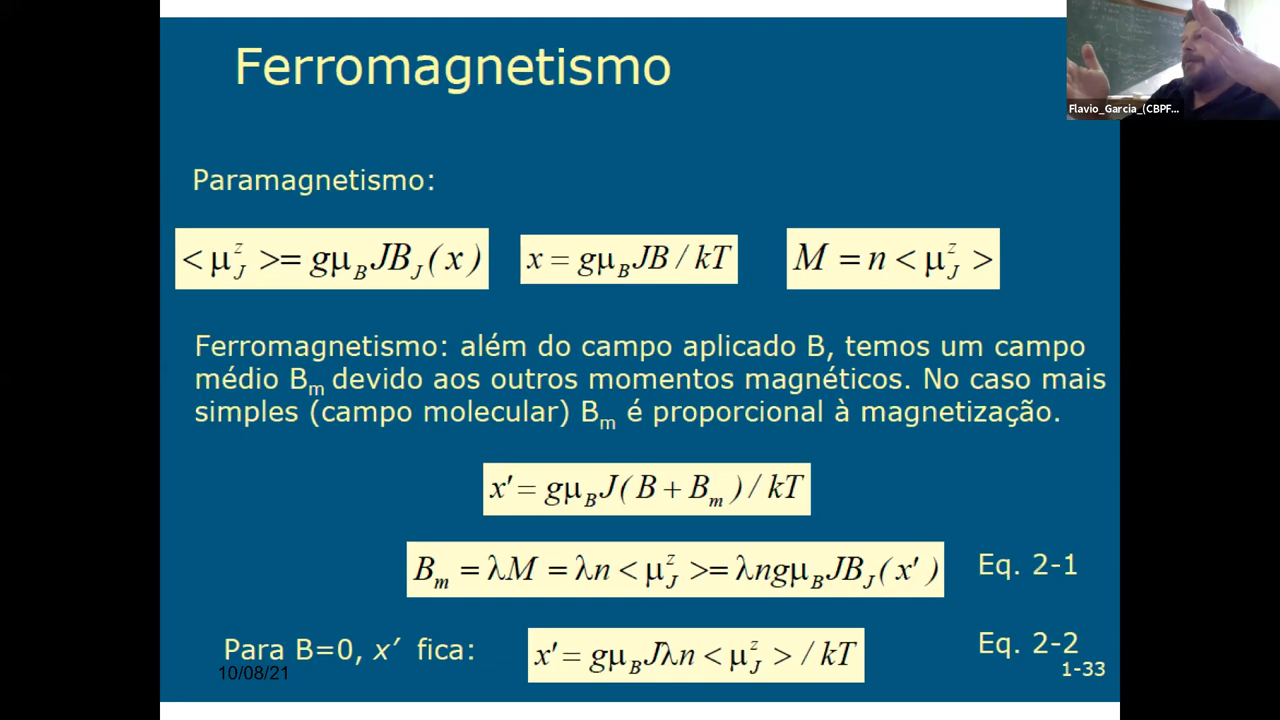 Ferromagnetismo
Flavio_Garcia_(CBPF...
Paramagnetismo:
< μ_J^z >= gμ_B JB_J(x)
x = gμ_B JB / kT
M = n < μ_J^z >
Ferromagnetismo: além do campo aplicado B, temos um campo
médio B_m devido aos outros momentos magnéticos. No caso mais
simples (campo molecular) B_m é proporcional à magnetização.
x' = gμ_B J(B + B_m) / kT
B_m = λM = λn < μ_J^z >= λngμ_B JB_J(x')
Eq. 2-1
Para B=0, x′ fica:
x' = gμ_B Jλn < μ_J^z > / kT
Eq. 2-2
10/08/21
1-33